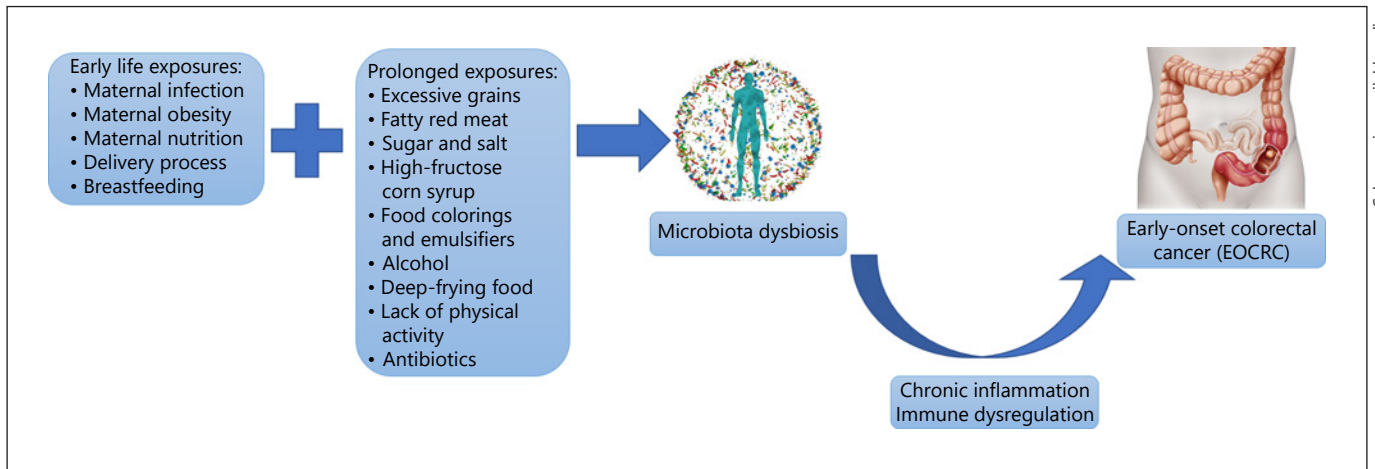 Early life exposures:
• Maternal infection
• Maternal obesity
• Maternal nutrition
• Delivery process
• Breastfeeding
Prolonged exposures:
• Excessive grains
• Fatty red meat
• Sugar and salt
• High-fructose
corn syrup
• Food colorings
and emulsifiers
• Alcohol
• Deep-frying food
• Lack of physical
activity
• Antibiotics
Microbiota dysbiosis
Chronic inflammation
Immune dysregulation
Early-onset colorectal
cancer (EOCRC)